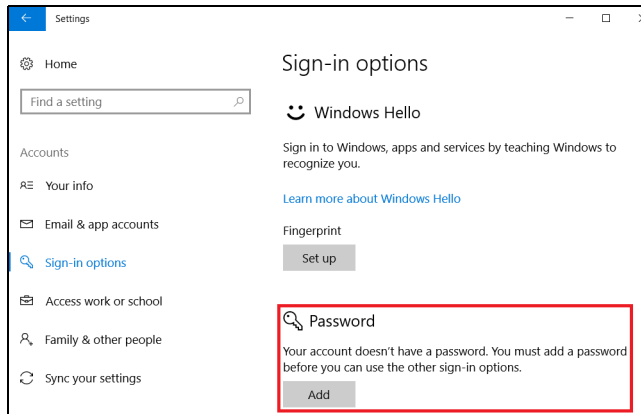 Settings
Home
Find a setting
Accounts
Your info
Email & app accounts
Sign-in options
Access work or school
Family & other people
Sync your settings
Sign-in options
Windows Hello
Sign in to Windows, apps and services by teaching Windows to
recognize you.
Learn more about Windows Hello
Fingerprint
Set up
Password
Your account doesn't have a password. You must add a password
before you can use the other sign-in options.
Add